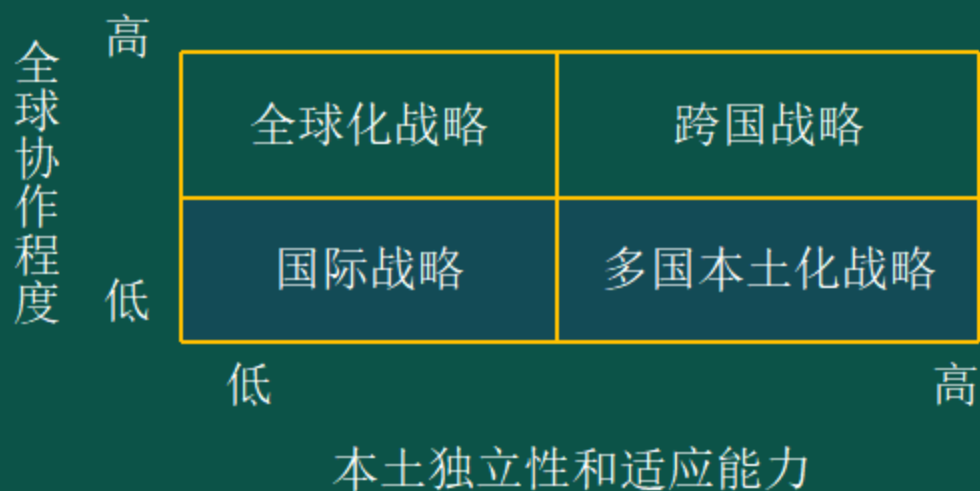 全球协作程度
高
全球化战略 跨国战略
国际战略 多国本土化战略
低
低 高
本土独立性和适应能力